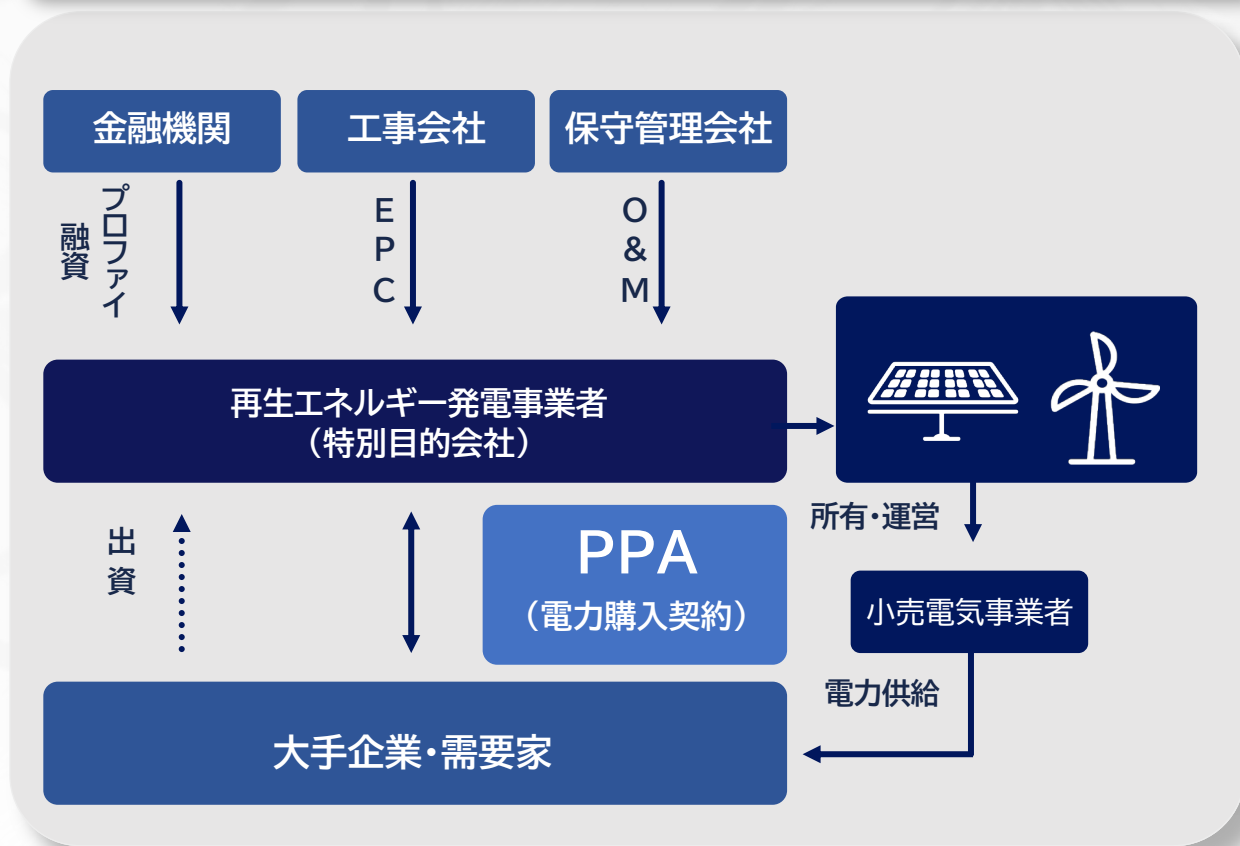 金融機関
工事会社
保守管理会社
プロファイ
融資
EPC
O&M
再生エネルギー発電事業者
(特別目的会社)
所有・運営
出資
PPA
(電力購入契約)
小売電気事業者
電力供給
大手企業・需要家